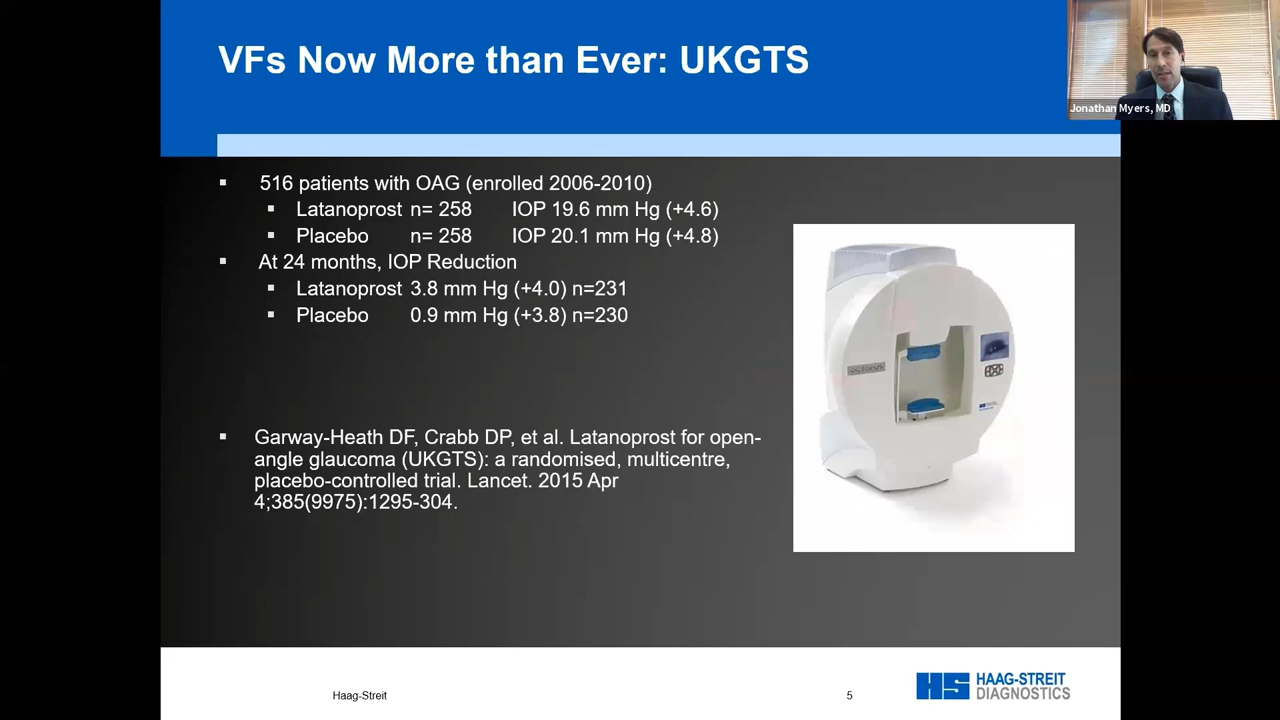 VFs Now More than Ever: UKGTS
Jonathan Myers, MD
▪ 516 patients with OAG (enrolled 2006-2010)
▪ Latanoprost n= 258 IOP 19.6 mm Hg (+4.6)
▪ Placebo n= 258 IOP 20.1 mm Hg (+4.8)
▪ At 24 months, IOP Reduction
▪ Latanoprost 3.8 mm Hg (+4.0) n=231
▪ Placebo 0.9 mm Hg (+3.8) n=230
▪ Garway-Heath DF, Crabb DP, et al. Latanoprost for open-
angle glaucoma (UKGTS): a randomised, multicentre,
placebo-controlled trial. Lancet. 2015 Apr
4;385(9975):1295-304.
OCTOPUS
Haag-Streit
5
HS HAAG-STREIT
DIAGNOSTICS